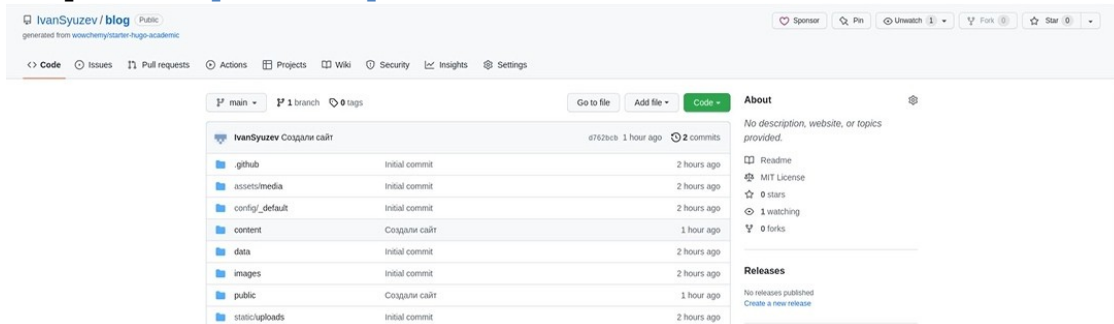 IvanSyuzev / blog Public
Sponsor Pin Unwatch 1 Fork 0 Star 0
generated from wowchemy/starter-hugo-academic
<> Code Issues Pull requests Actions Projects Wiki Security Insights Settings
main 1 branch 0 tags Go to file Add file Code
IvanSyuzev Создали сайт d762bcb 1 hour ago 2 commits
.github Initial commit 2 hours ago
assets/media Initial commit 2 hours ago
config/_default Initial commit 2 hours ago
content Создали сайт 1 hour ago
data Initial commit 2 hours ago
images Initial commit 2 hours ago
public Создали сайт 1 hour ago
static/uploads Initial commit 2 hours ago
About
No description, website, or topics
provided.
Readme
MIT License
0 stars
1 watching
0 forks
Releases
No releases published
Create a new release